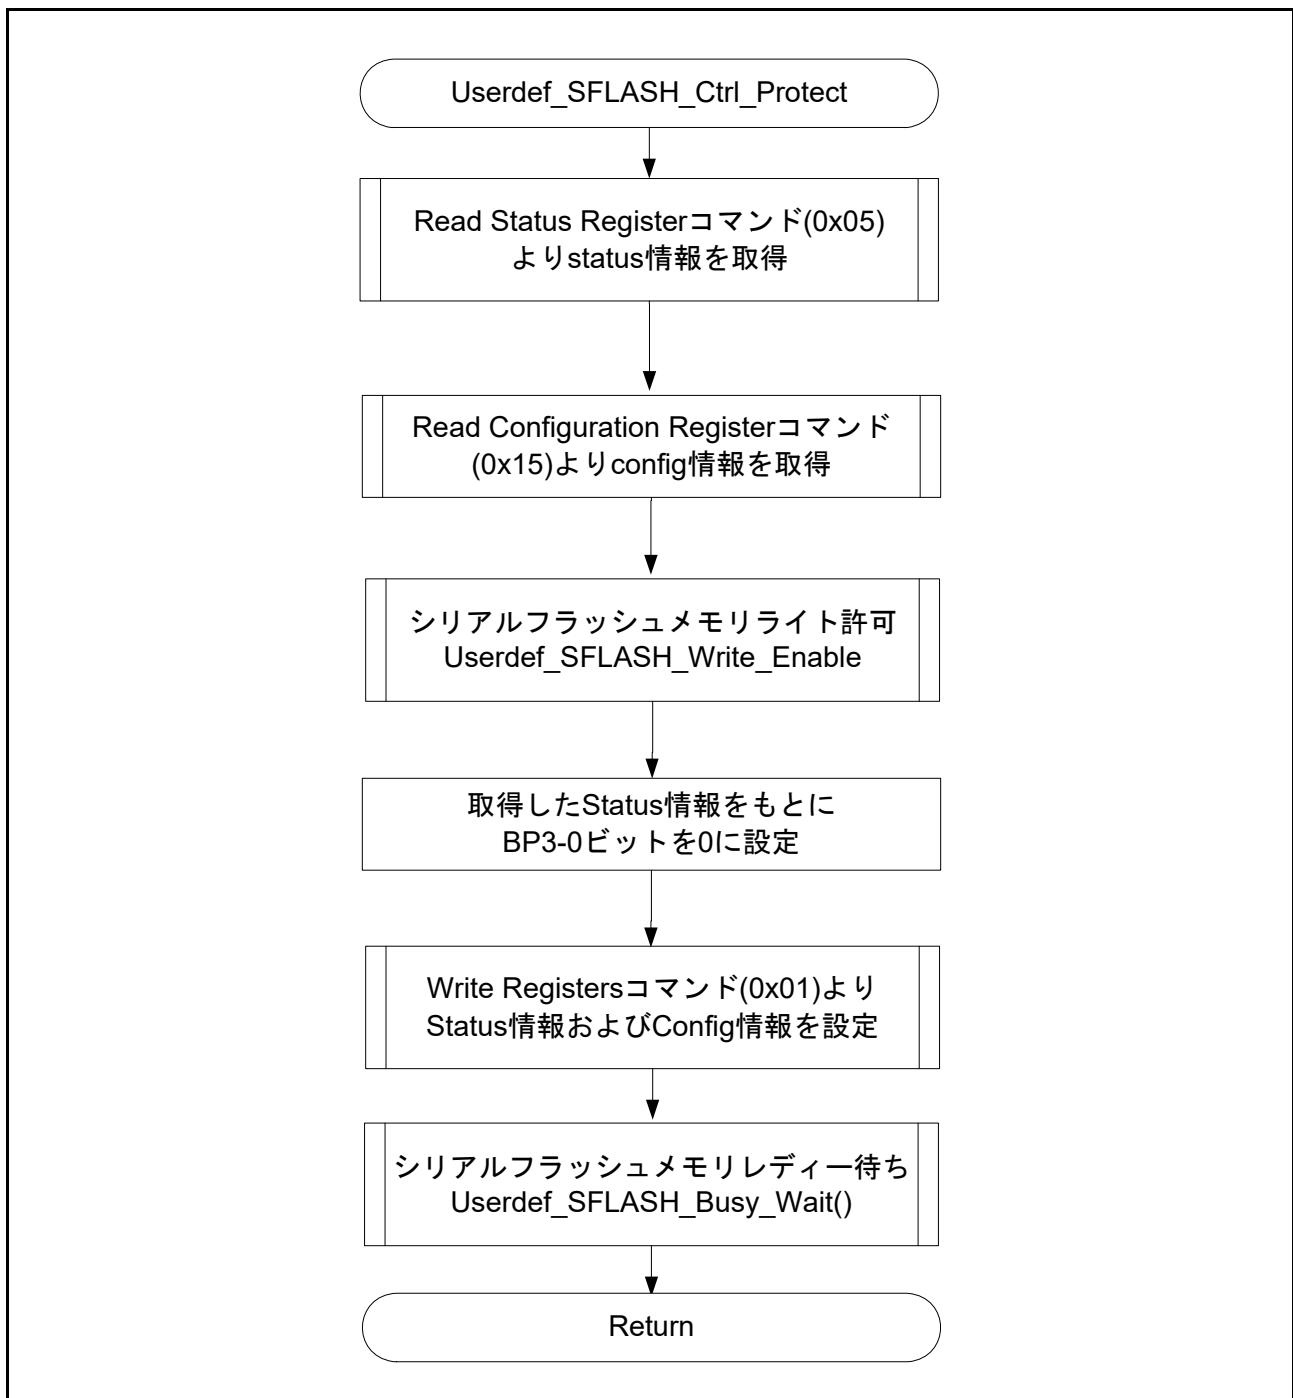 Userdef_SFLASH_Ctrl_Protect
Read Status Registerコマンド(0x05)
よりstatus情報を取得
Read Configuration Registerコマンド
(0x15)よりconfig情報を取得
シリアルフラッシュメモリライト許可
Userdef_SFLASH_Write_Enable
取得したStatus情報をもとに
BP3-0ビットを0に設定
Write Registersコマンド(0x01)より
Status情報およびConfig情報を設定
シリアルフラッシュメモリレディー待ち
Userdef_SFLASH_Busy_Wait()
Return